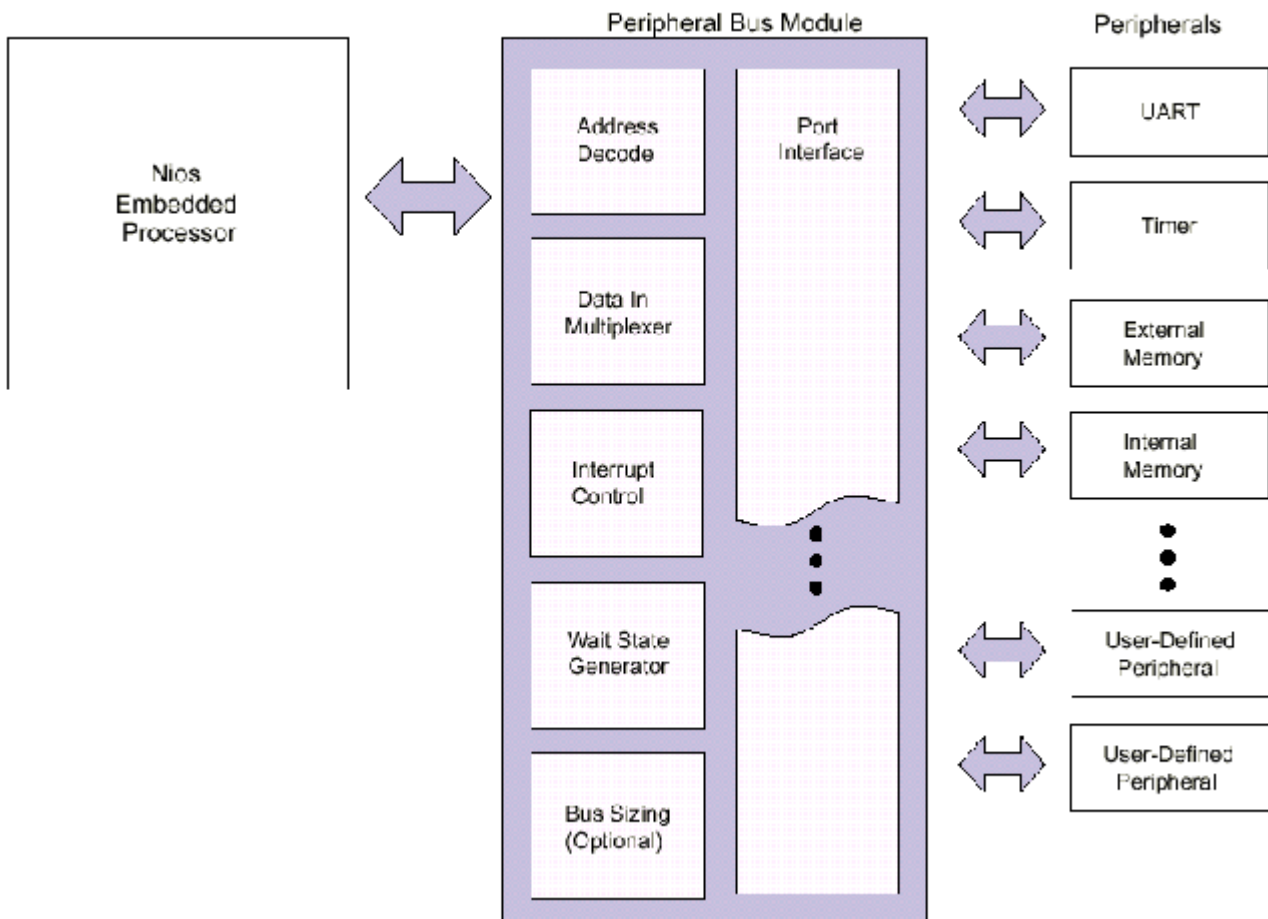 Peripheral Bus Module
Peripherals
Nios
Embedded
Processor
Address
Decode
Data In
Multiplexer
Interrupt
Control
Wait State
Generator
Bus Sizing
(Optional)
Port
Interface
UART
Timer
External
Memory
Internal
Memory
User-Defined
Peripheral
User-Defined
Peripheral